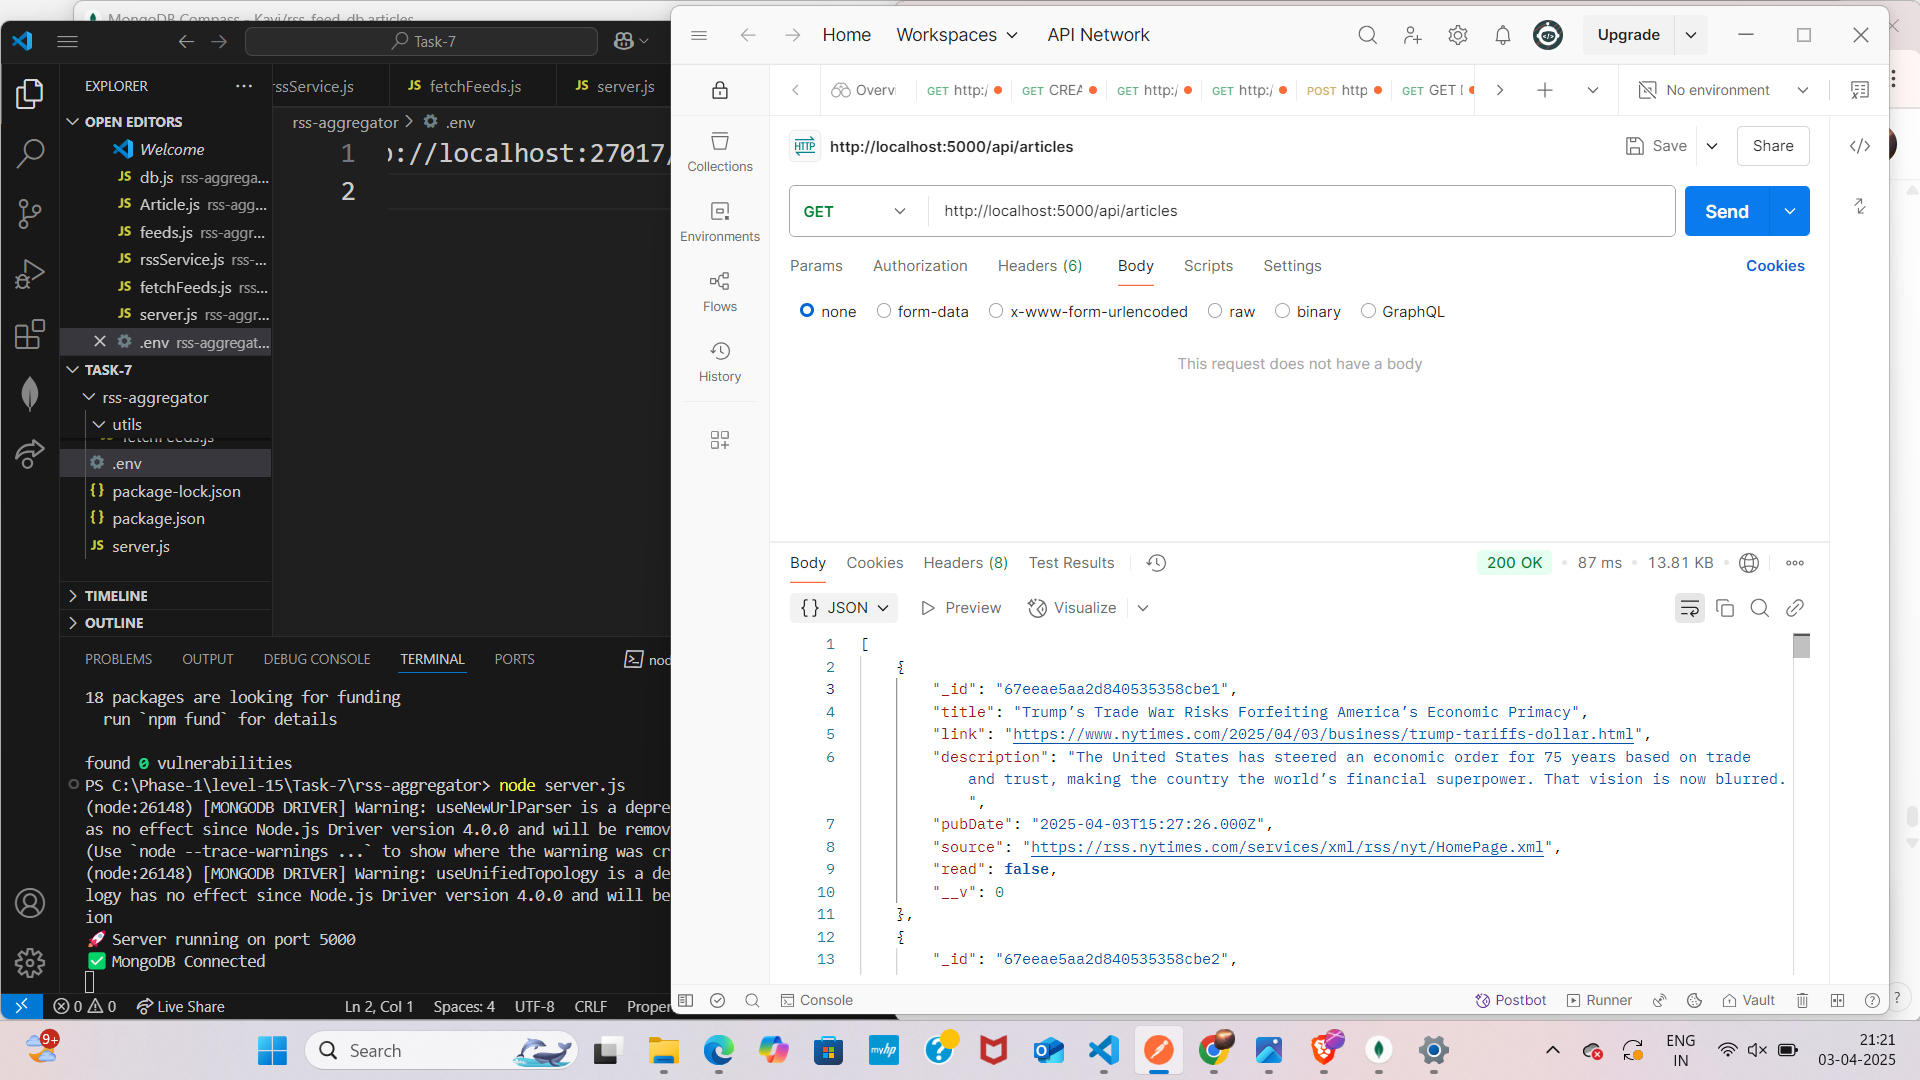 MongoDB Compass - Kavi/rss_feed_db.articles
Task-7
EXPLORER
OPEN EDITORS
Welcome
db.js rss-aggrega...
Article.js rss-agg...
feeds.js rss-aggr...
rssService.js rss-...
fetchFeeds.js rss...
server.js rss-aggr...
.env rss-aggregat...
TASK-7
rss-aggregator
utils
fetchFeeds.js
.env
package-lock.json
package.json
server.js
TIMELINE
OUTLINE
rssService.js
fetchFeeds.js
server.js
rss-aggregator > .env
1 ://localhost:27017/
2
PROBLEMS OUTPUT DEBUG CONSOLE TERMINAL PORTS
18 packages are looking for funding
run `npm fund` for details
found 0 vulnerabilities
PS C:\Phase-1\level-15\Task-7\rss-aggregator> node server.js
(node:26148) [MONGODB DRIVER] Warning: useNewUrlParser is a depre
as no effect since Node.js Driver version 4.0.0 and will be remov
(Use `node --trace-warnings ...` to show where the warning was cr
(node:26148) [MONGODB DRIVER] Warning: useUnifiedTopology is a de
logy has no effect since Node.js Driver version 4.0.0 and will be
ion
🚀 Server running on port 5000
✅ MongoDB Connected
0 0 Live Share Ln 2, Col 1 Spaces: 4 UTF-8 CRLF Proper
Home Workspaces API Network Upgrade
Overv GET http:/ GET CREA GET http:/ GET http:/ POST http GET GET No environment
Collections
Environments
Flows
History
HTTP http://localhost:5000/api/articles Save Share
GET http://localhost:5000/api/articles Send
Params Authorization Headers (6) Body Scripts Settings Cookies
none form-data x-www-form-urlencoded raw binary GraphQL
This request does not have a body
Body Cookies Headers (8) Test Results 200 OK • 87 ms • 13.81 KB
{} JSON Preview Visualize
1 [
2 {
3 "_id": "67eeae5aa2d840535358cbe1",
4 "title": "Trump’s Trade War Risks Forfeiting America’s Economic Primacy",
5 "link": "https://www.nytimes.com/2025/04/03/business/trump-tariffs-dollar.html",
6 "description": "The United States has steered an economic order for 75 years based on trade
and trust, making the country the world’s financial superpower. That vision is now blurred.
",
7 "pubDate": "2025-04-03T15:27:26.000Z",
8 "source": "https://rss.nytimes.com/services/xml/rss/nyt/HomePage.xml",
9 "read": false,
10 "__v": 0
11 },
12 {
13 "_id": "67eeae5aa2d840535358cbe2",
Console Postbot Runner Vault
9+ Search myhp ENG
IN
21:21
03-04-2025